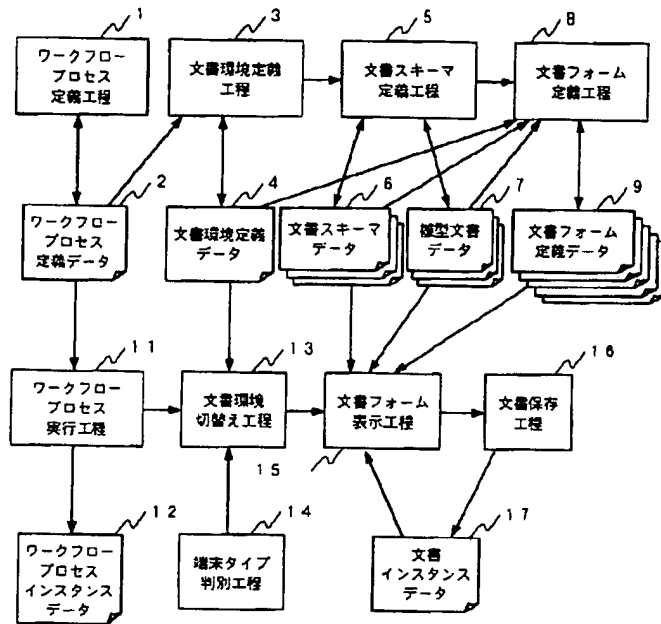 1
3
5
8
ワークフロー
プロセス
定義工程
文書環境定義
工程
文書スキーマ
定義工程
文書フォーム
定義工程
2
4
6
7
9
ワークフロー
プロセス
定義データ
文書環境定義
データ
文書スキーマ
データ
雛型文書
データ
文書フォーム
定義データ
11
13
16
ワークフロー
プロセス
実行工程
文書環境
切替え工程
文書フォーム
表示工程
文書保存
工程
15
12
14
17
ワークフロー
プロセス
インスタンス
データ
端末タイプ
判別工程
文書
インスタンス
データ